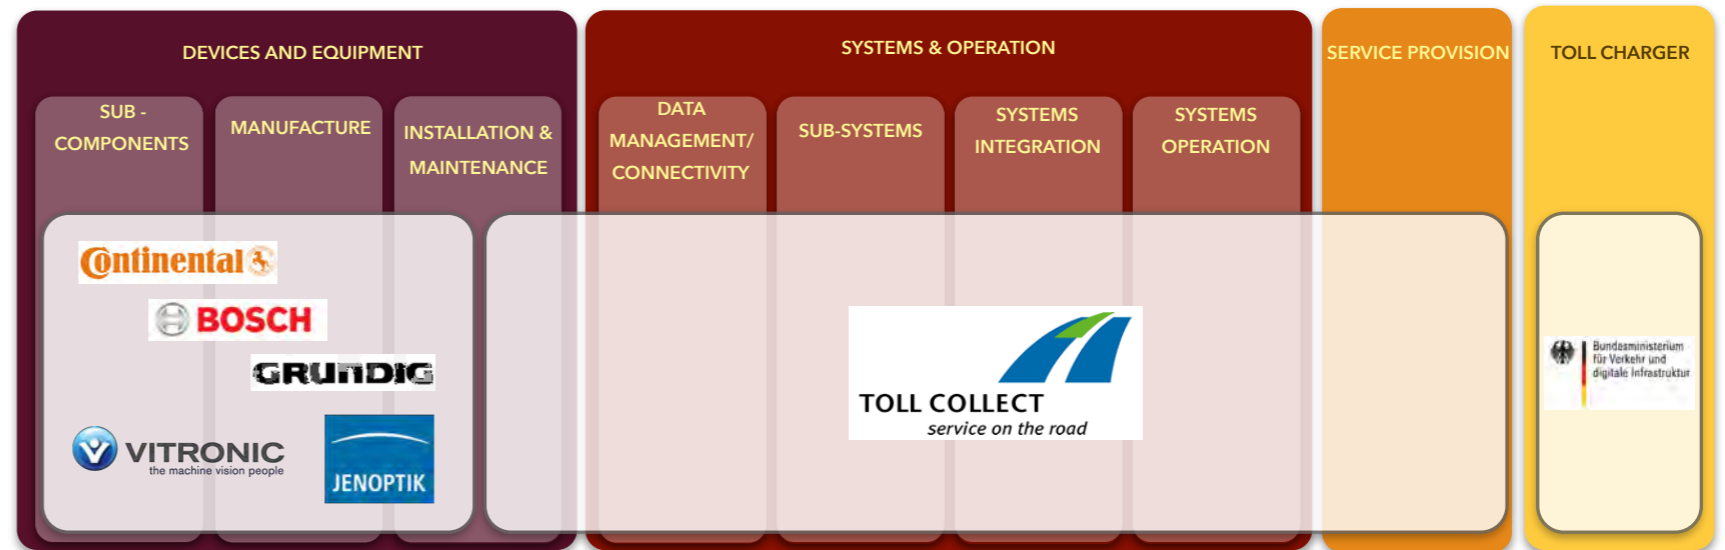 DEVICES AND EQUIPMENT
SYSTEMS & OPERATION
SERVICE PROVISION
TOLL CHARGER
SUB -
COMPONENTS
MANUFACTURE
INSTALLATION &
MAINTENANCE
DATA
MANAGEMENT/
CONNECTIVITY
SUB-SYSTEMS
SYSTEMS
INTEGRATION
SYSTEMS
OPERATION
Continental
BOSCH
GRUNDIG
VITRONIC
the machine vision people
JENOPTIK
TOLL COLLECT
service on the road
Bundesministerium
für Verkehr und
digitale Infrastruktur